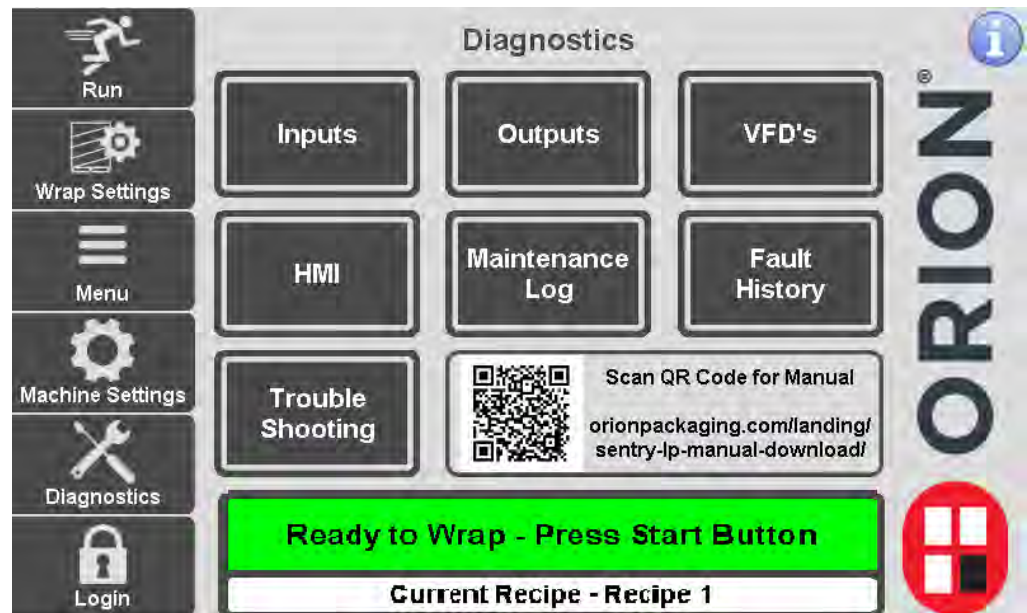 Run
Wrap Settings
Menu
Machine Settings
Diagnostics
Login
Diagnostics
Inputs
Outputs
VFD's
HMI
Maintenance
Log
Fault
History
Trouble
Shooting
Scan QR Code for Manual
orionpackaging.com/landing/
sentry-lp-manual-download/
Ready to Wrap - Press Start Button
Current Recipe - Recipe 1
i
ORION®